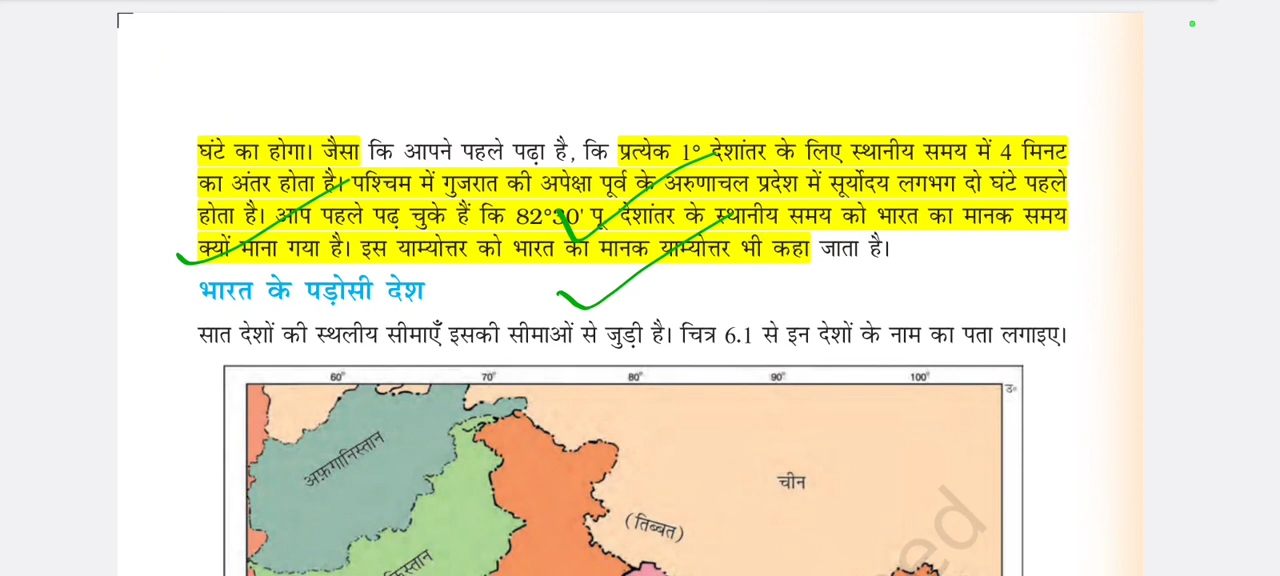 घंटे का होगा। जैसा कि आपने पहले पढ़ा है, कि प्रत्येक 1° देशांतर के लिए स्थानीय समय में 4 मिनट
का अंतर होता है। पश्चिम में गुजरात की अपेक्षा पूर्व के अरुणाचल प्रदेश में सूर्योदय लगभग दो घंटे पहले
होता है। आप पहले पढ़ चुके हैं कि 82°30' पू. देशांतर के स्थानीय समय को भारत का मानक समय
क्यों माना गया है। इस याम्योत्तर को भारत का मानक याम्योत्तर भी कहा जाता है।
भारत के पड़ोसी देश
सात देशों की स्थलीय सीमाएँ इसकी सीमाओं से जुड़ी है। चित्र 6.1 से इन देशों के नाम का पता लगाइए।
60° 70° 80° 90° 100°
उ॰
अफ़गानिस्तान
चीन
(तिब्बत)